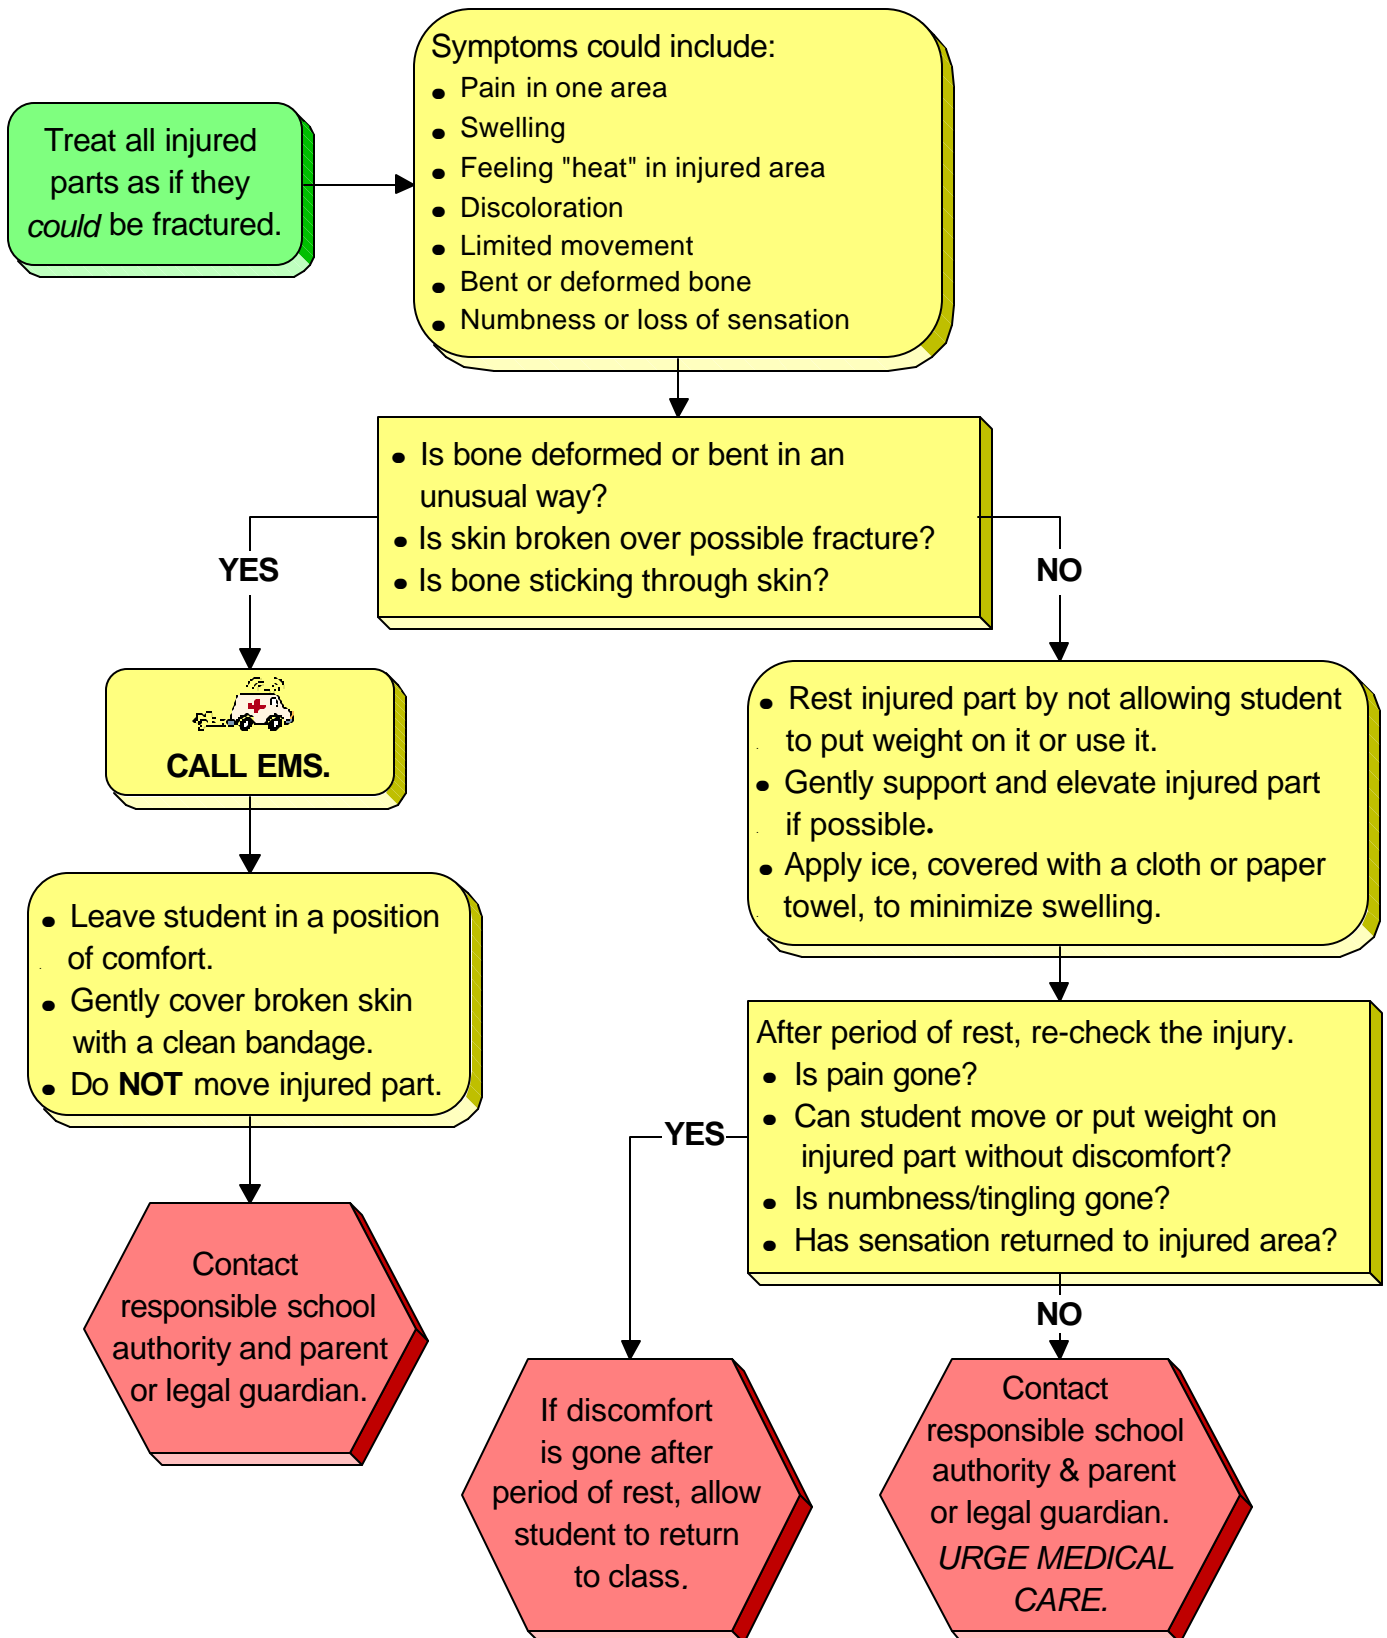 Treat all injured
parts as if they
could be fractured.
Symptoms could include:
• Pain in one area
• Swelling
• Feeling "heat" in injured area
• Discoloration
• Limited movement
• Bent or deformed bone
• Numbness or loss of sensation
• Is bone deformed or bent in an
unusual way?
• Is skin broken over possible fracture?
• Is bone sticking through skin?
YES
NO
CALL EMS.
• Leave student in a position
of comfort.
• Gently cover broken skin
with a clean bandage.
• Do NOT move injured part.
Contact
responsible school
authority and parent
or legal guardian.
• Rest injured part by not allowing student
to put weight on it or use it.
• Gently support and elevate injured part
if possible.
• Apply ice, covered with a cloth or paper
towel, to minimize swelling.
After period of rest, re-check the injury.
• Is pain gone?
• Can student move or put weight on
injured part without discomfort?
• Is numbness/tingling gone?
• Has sensation returned to injured area?
YES
NO
If discomfort
is gone after
period of rest, allow
student to return
to class.
Contact
responsible school
authority & parent
or legal guardian.
URGE MEDICAL
CARE.